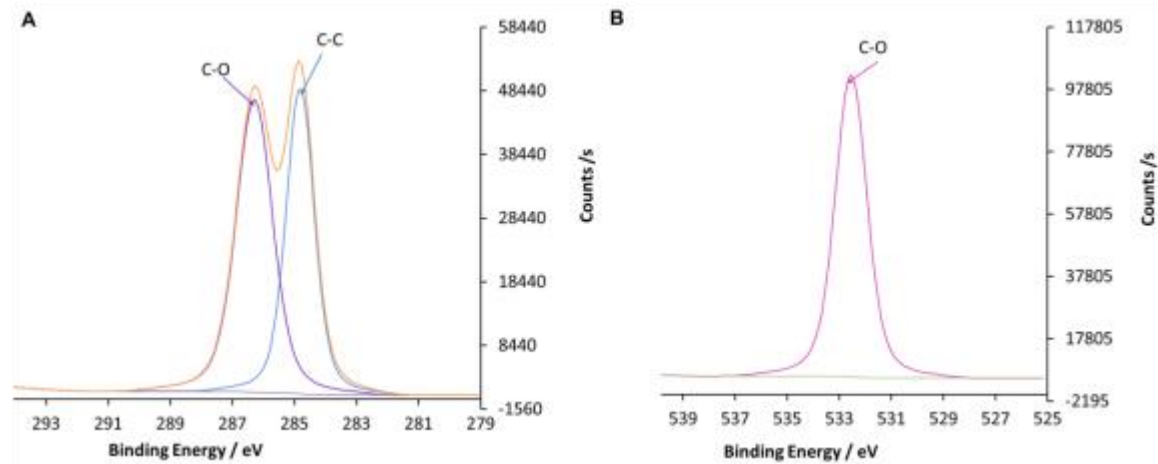 A
C-O
C-C
58440
48440
38440
28440
18440
8440
-1560
Counts /s
293 291 289 287 285 283 281 279
Binding Energy / eV
B
C-O
117805
97805
77805
57805
37805
17805
-2195
Counts /s
539 537 535 533 531 529 527 525
Binding Energy / eV